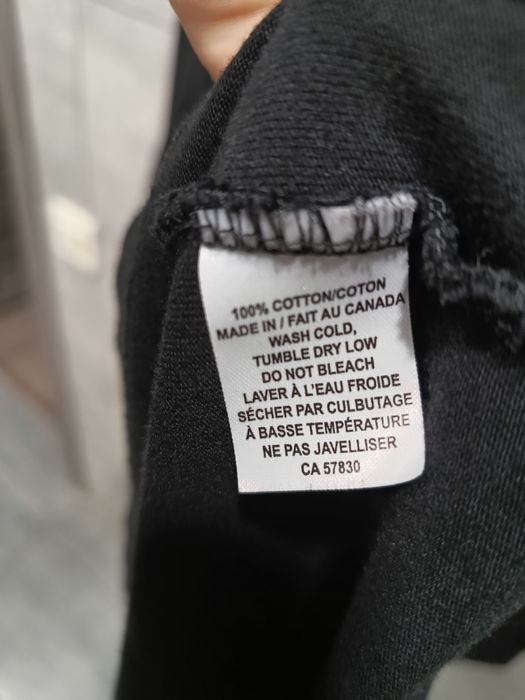 100% COTTON/COTON
MADE IN / FAIT AU CANADA
WASH COLD,
TUMBLE DRY LOW
DO NOT BLEACH
LAVER À L'EAU FROIDE
SÉCHER PAR CULBUTAGE
À BASSE TEMPÉRATURE
NE PAS JAVELLISER
CA 57830